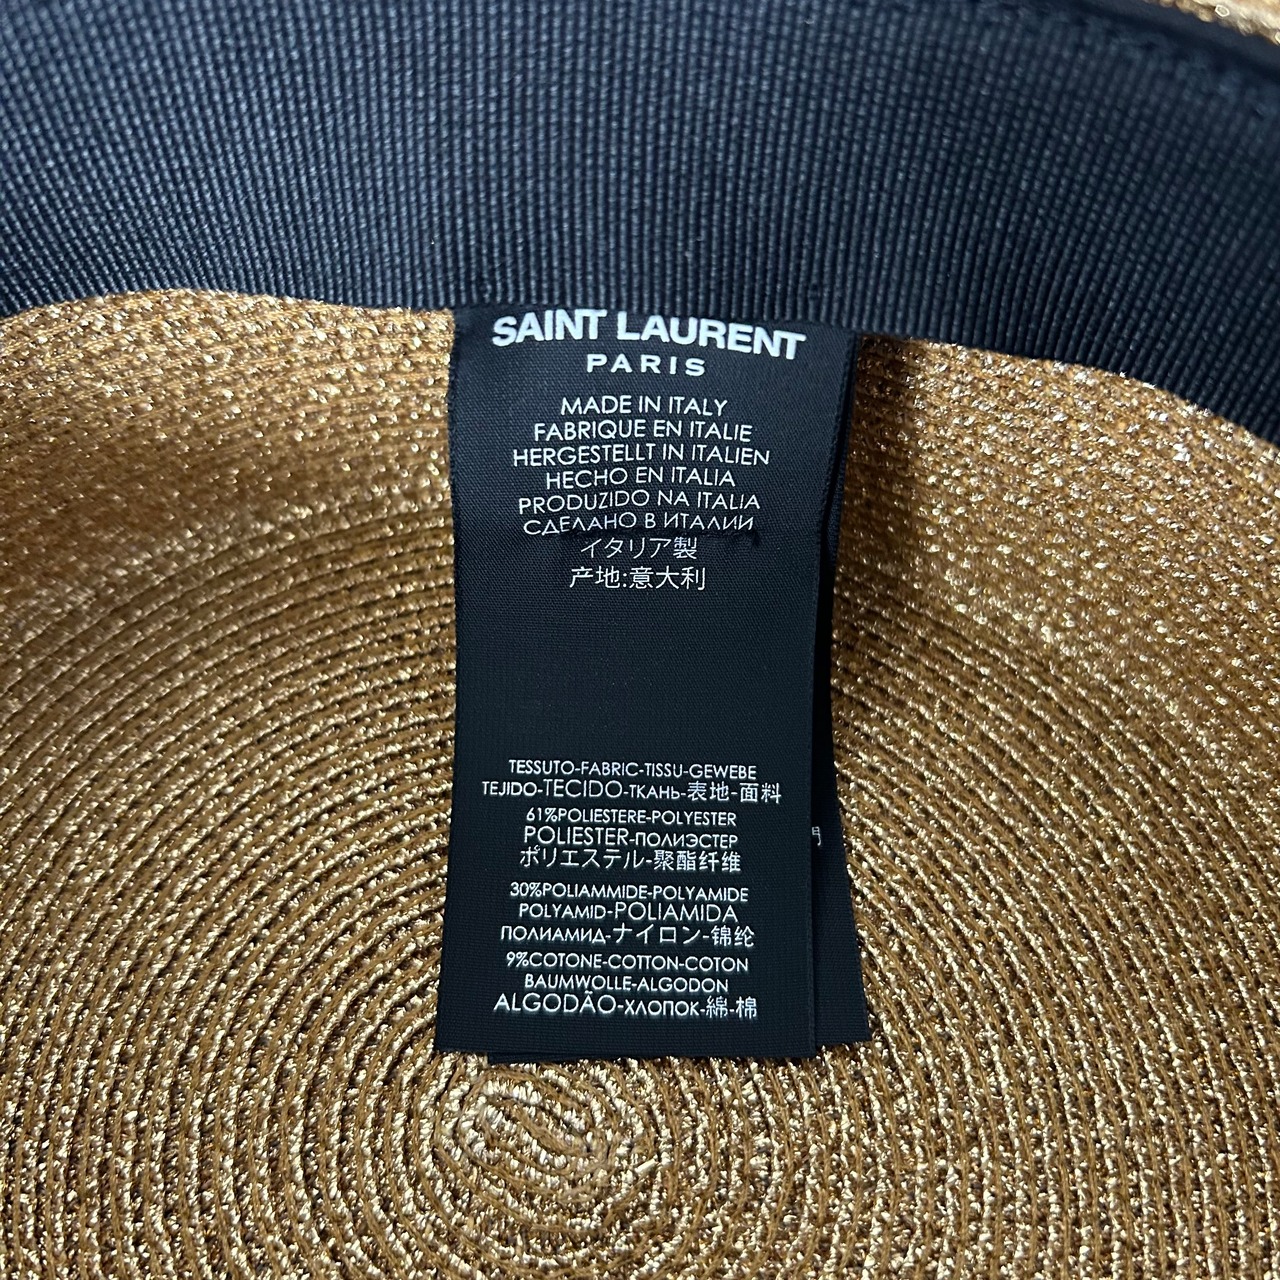 SAINT LAURENT
PARIS
MADE IN ITALY
FABRIQUE EN ITALIE
HERGESTELLT IN ITALIEN
HECHO EN ITALIA
PRODUZIDO NA ITALIA
СДЕЛАНО В ИТАЛИИ
イタリア製
产地:意大利
TESSUTO-FABRIC-TISSU-GEWEBE
TEJIDO-TECIDO-ТКАНЬ-表地-面料
61%POLIESTERE-POLYESTER
POLIESTER-ПОЛИЭСТЕР
ポリエステル-聚酯纤维
30%POLIAMMIDE-POLYAMIDE
POLYAMID-POLIAMIDA
ПОЛИАМИД-ナイロン-锦纶
9%COTONE-COTTON-COTON
BAUMWOLLE-ALGODON
ALGODÃO-ХЛОПОК-綿-棉